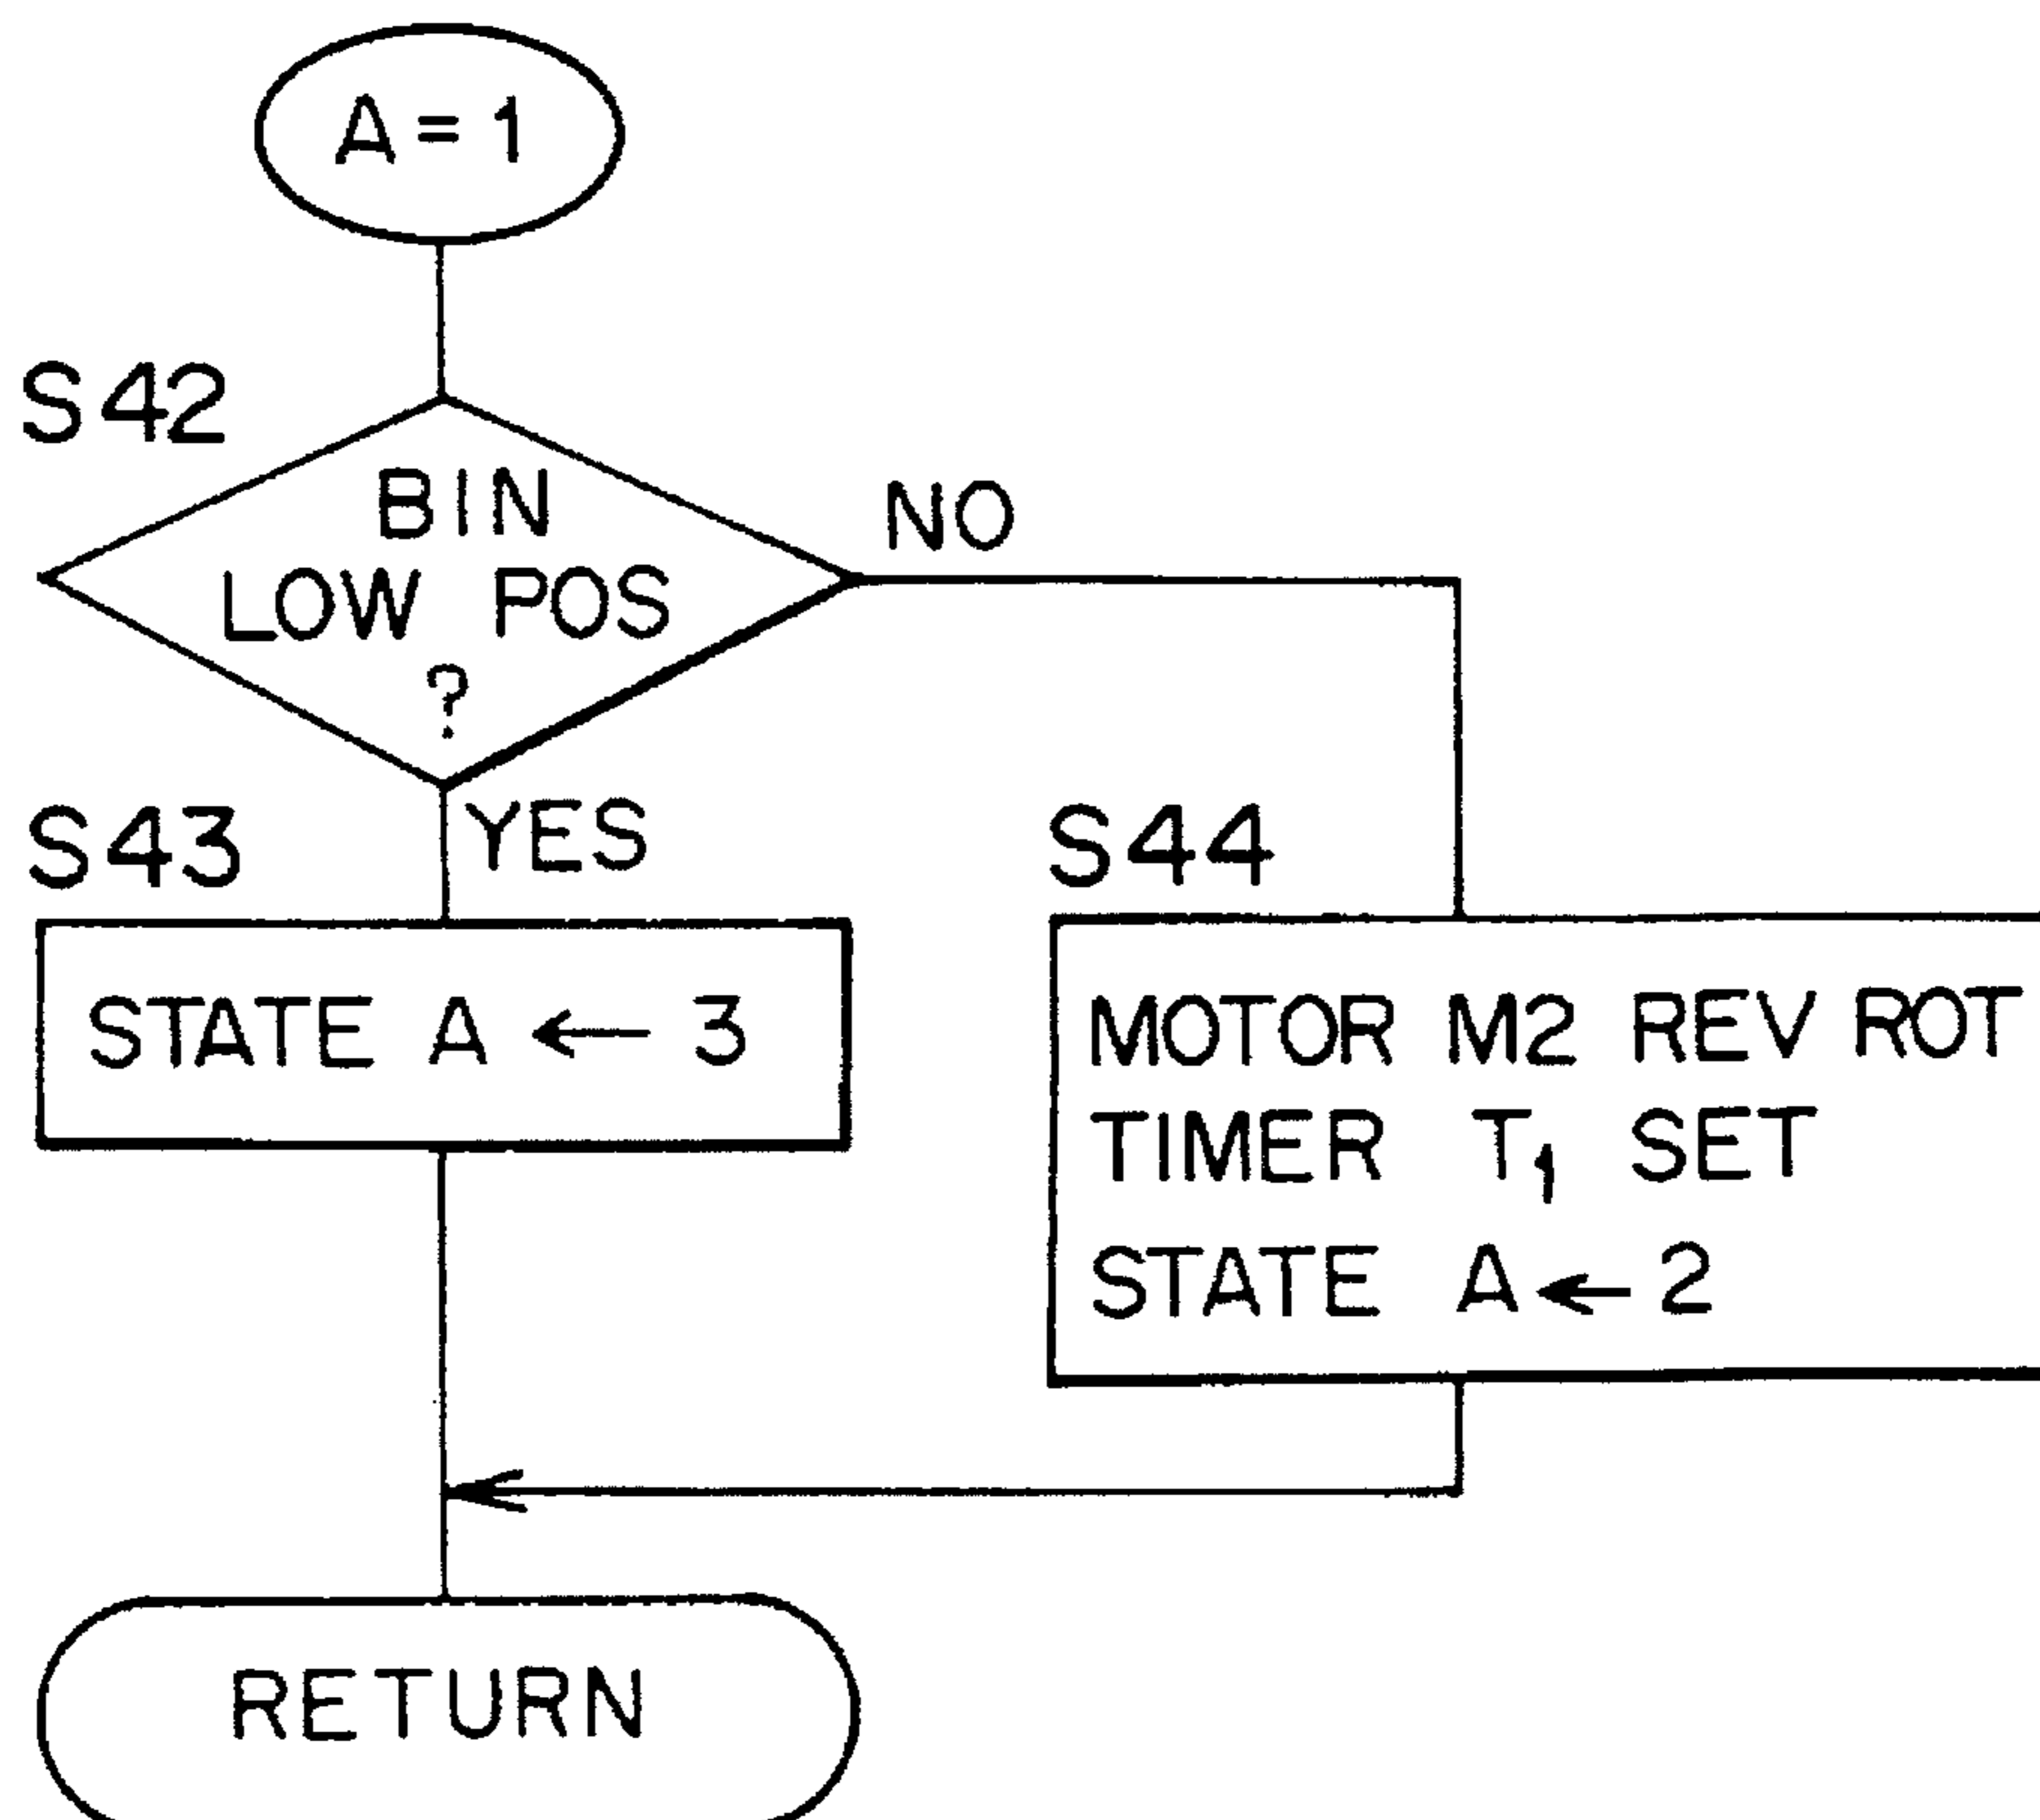 A = 1
S42
BIN
LOW POS
?
NO
YES
S43
STATE A ← 3
S44
MOTOR M2 REV ROT
TIMER T₁ SET
STATE A ← 2
RETURN